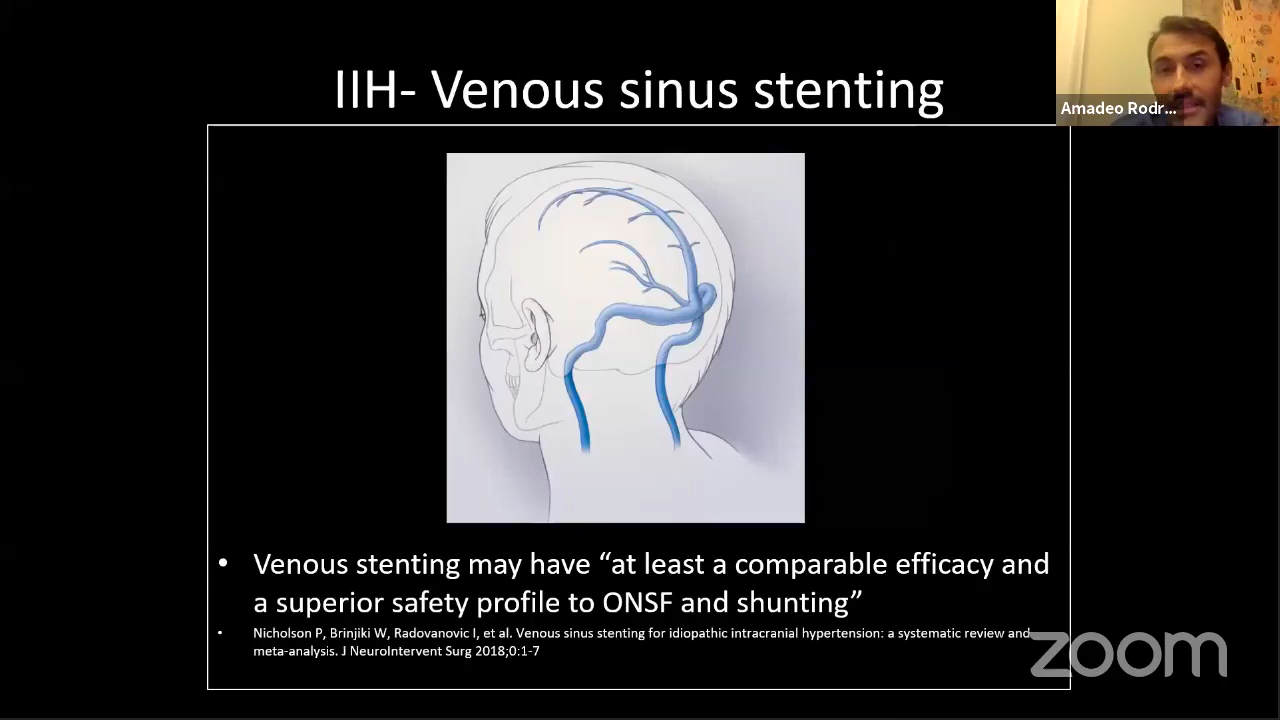 IIH- Venous sinus stenting
Amadeo Rodr...
• Venous stenting may have “at least a comparable efficacy and
a superior safety profile to ONSF and shunting”
• Nicholson P, Brinjiki W, Radovanovic I, et al. Venous sinus stenting for idiopathic intracranial hypertension: a systematic review and
meta-analysis. J NeuroIntervent Surg 2018;0:1-7
zoom